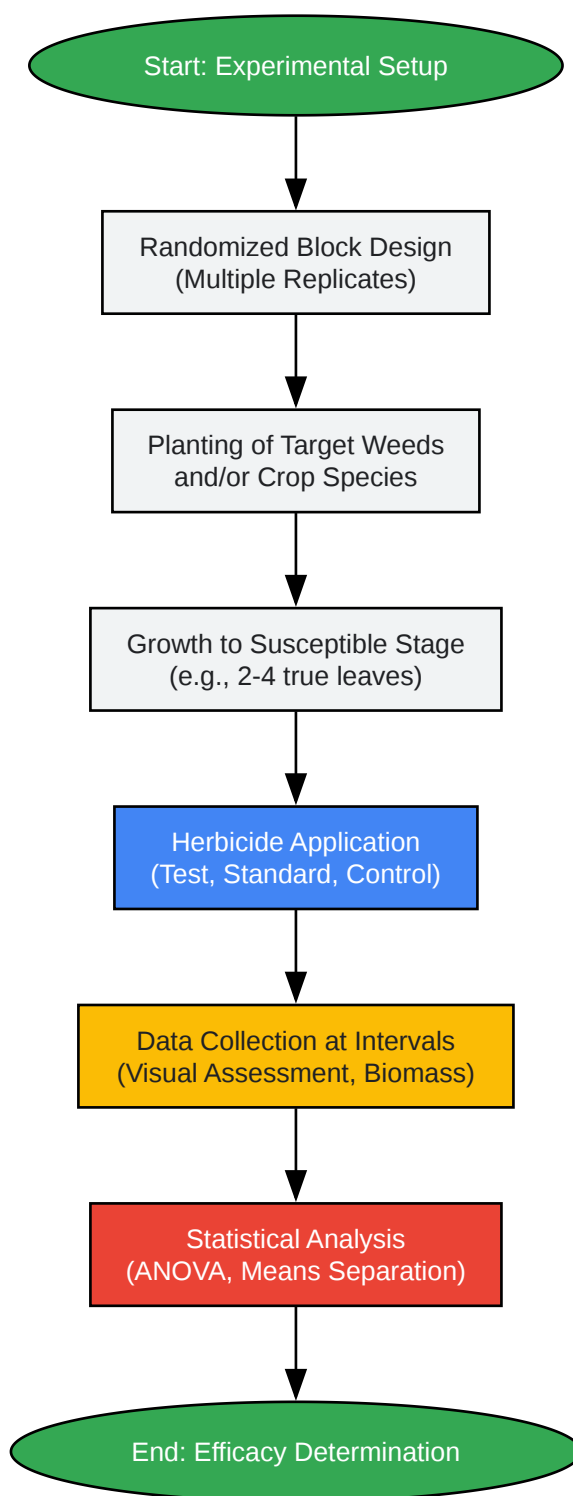 Start: Experimental Setup
Randomized Block Design
(Multiple Replicates)
Planting of Target Weeds
and/or Crop Species
Growth to Susceptible Stage
(e.g., 2-4 true leaves)
Herbicide Application
(Test, Standard, Control)
Data Collection at Intervals
(Visual Assessment, Biomass)
Statistical Analysis
(ANOVA, Means Separation)
End: Efficacy Determination